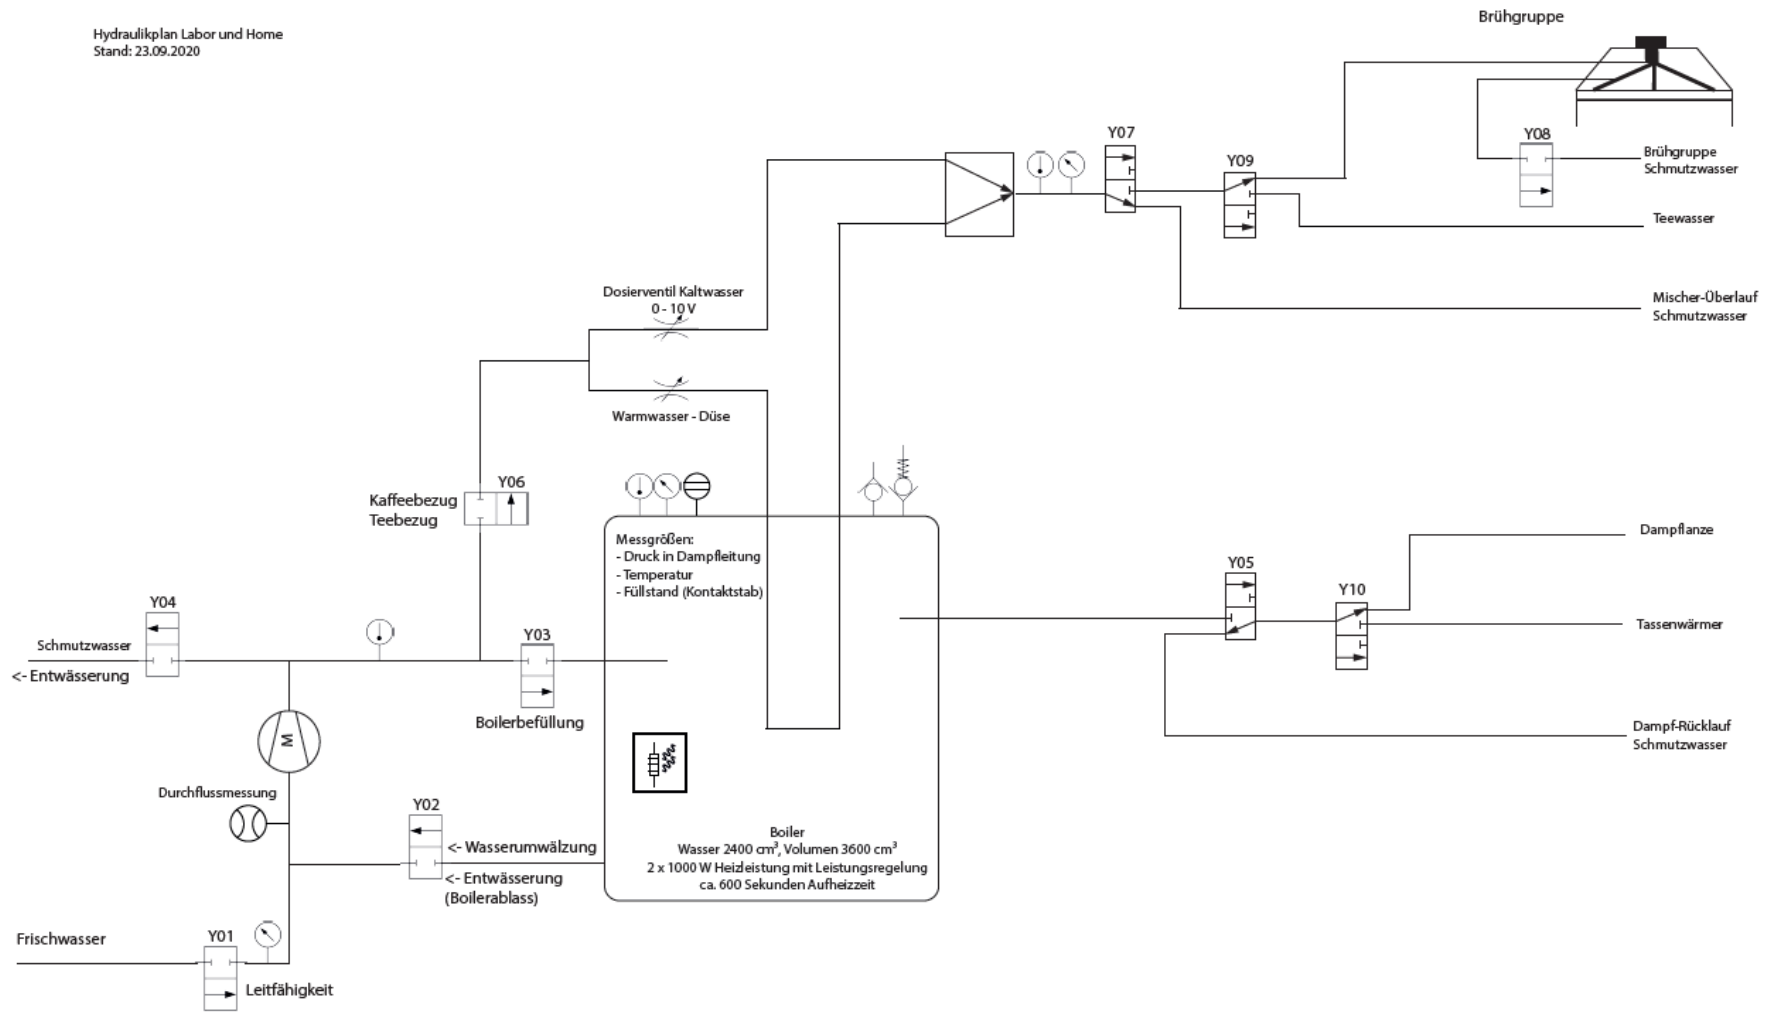 Hydraulikplan Labor und Home
Stand: 23.09.2020
Brühgruppe
Y07
Y09
Y08
Brühgruppe
Schmutzwasser
Teewasser
Mischer-Überlauf
Schmutzwasser
Dosierventil Kaltwasser
0 - 10 V
Warmwasser - Düse
Y06
Kaffeebezug
Teebezug
Messgrößen:
- Druck in Dampfleitung
- Temperatur
- Füllstand (Kontaktstab)
Dampflanze
Y05
Y10
Tassenwärmer
Dampf-Rücklauf
Schmutzwasser
Y04
Schmutzwasser
<- Entwässerung
Y03
Boilerbefüllung
M
Durchflussmessung
Y02
<- Wasserumwälzung
<- Entwässerung
(Boilerablass)
Boiler
Wasser 2400 cm³, Volumen 3600 cm³
2 x 1000 W Heizleistung mit Leistungsregelung
ca. 600 Sekunden Aufheizzeit
Frischwasser
Y01
Leitfähigkeit